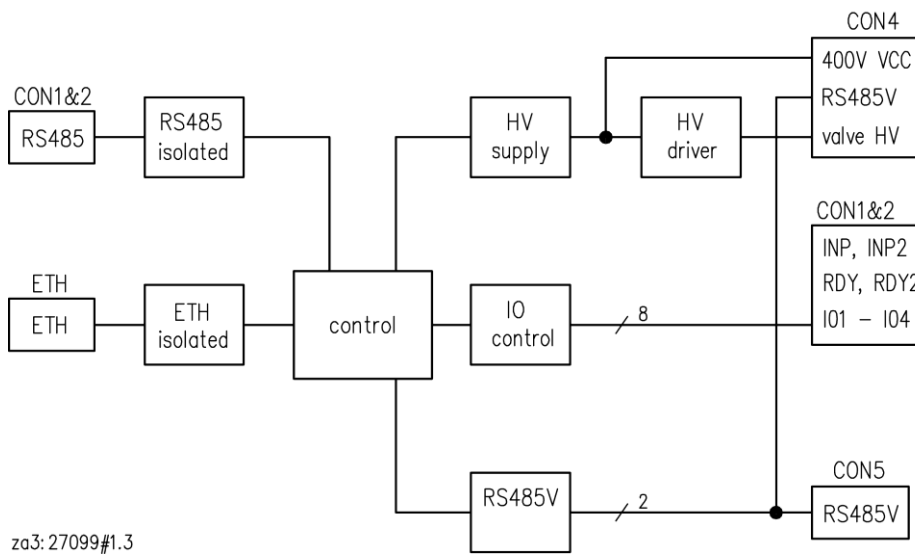 CON4
400V VCC
RS485V
valve HV
CON1&2
RS485
RS485
isolated
HV
supply
HV
driver
CON1&2
INP, INP2
RDY, RDY2
IO1 – IO4
ETH
ETH
ETH
isolated
control
IO
control
8
RS485V
2
CON5
RS485V
za3:27099#1.3